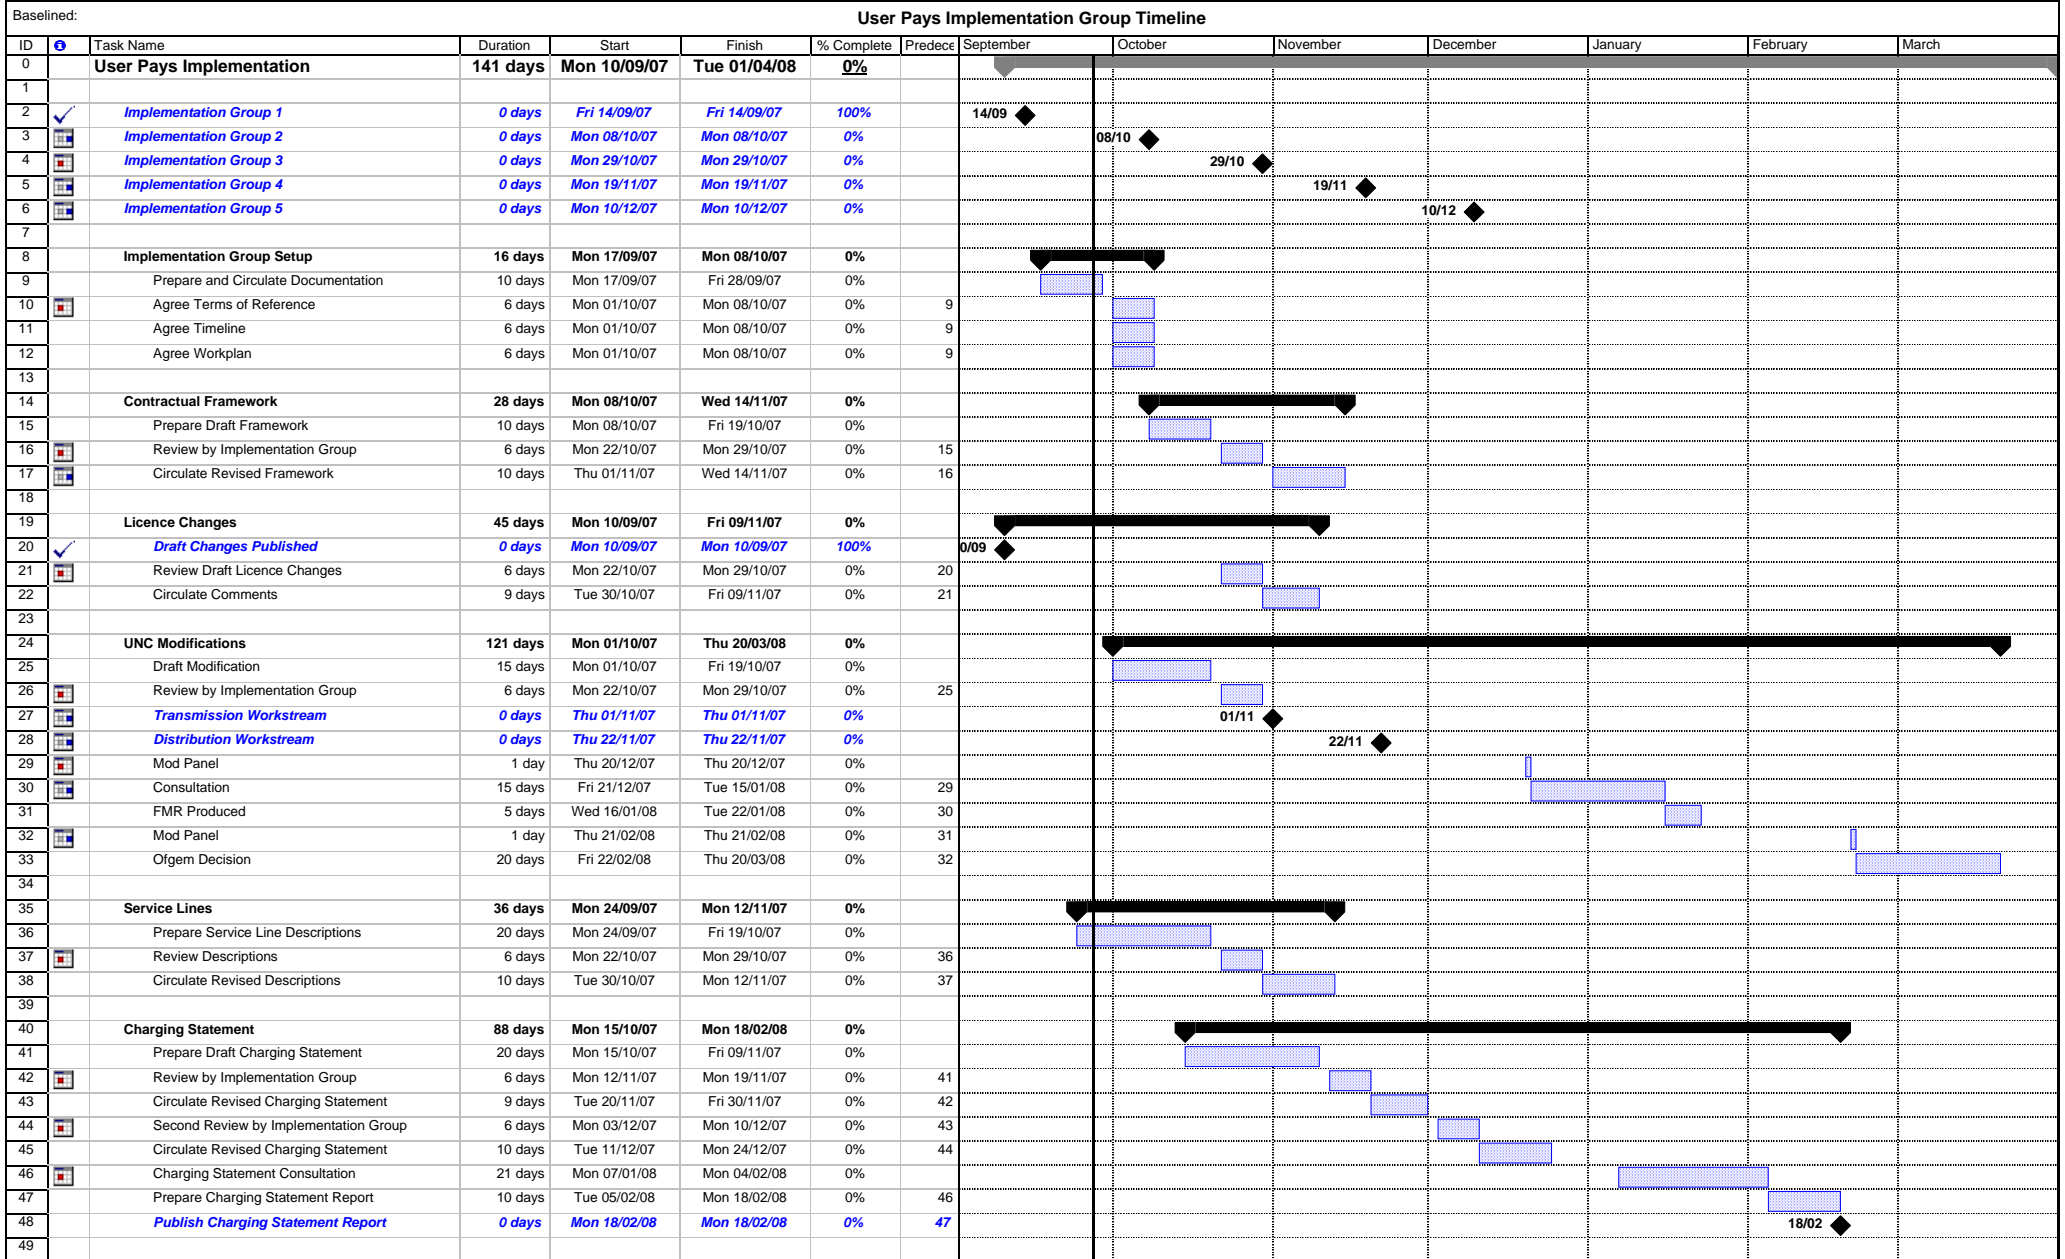 Baselined:
User Pays Implementation Group Timeline
ID Task Name Duration Start Finish % Complete Predece September October November December January February March
0 User Pays Implementation 141 days Mon 10/09/07 Tue 01/04/08 0%
1
2 Implementation Group 1 0 days Fri 14/09/07 Fri 14/09/07 100% 14/09
3 Implementation Group 2 0 days Mon 08/10/07 Mon 08/10/07 0% 08/10
4 Implementation Group 3 0 days Mon 29/10/07 Mon 29/10/07 0% 29/10
5 Implementation Group 4 0 days Mon 19/11/07 Mon 19/11/07 0% 19/11
6 Implementation Group 5 0 days Mon 10/12/07 Mon 10/12/07 0% 10/12
7
8 Implementation Group Setup 16 days Mon 17/09/07 Mon 08/10/07 0%
9 Prepare and Circulate Documentation 10 days Mon 17/09/07 Fri 28/09/07 0%
10 Agree Terms of Reference 6 days Mon 01/10/07 Mon 08/10/07 0% 9
11 Agree Timeline 6 days Mon 01/10/07 Mon 08/10/07 0% 9
12 Agree Workplan 6 days Mon 01/10/07 Mon 08/10/07 0% 9
13
14 Contractual Framework 28 days Mon 08/10/07 Wed 14/11/07 0%
15 Prepare Draft Framework 10 days Mon 08/10/07 Fri 19/10/07 0%
16 Review by Implementation Group 6 days Mon 22/10/07 Mon 29/10/07 0% 15
17 Circulate Revised Framework 10 days Thu 01/11/07 Wed 14/11/07 0% 16
18
19 Licence Changes 45 days Mon 10/09/07 Fri 09/11/07 0%
20 Draft Changes Published 0 days Mon 10/09/07 Mon 10/09/07 100% 0/09
21 Review Draft Licence Changes 6 days Mon 22/10/07 Mon 29/10/07 0% 20
22 Circulate Comments 9 days Tue 30/10/07 Fri 09/11/07 0% 21
23
24 UNC Modifications 121 days Mon 01/10/07 Thu 20/03/08 0%
25 Draft Modification 15 days Mon 01/10/07 Fri 19/10/07 0%
26 Review by Implementation Group 6 days Mon 22/10/07 Mon 29/10/07 0% 25
27 Transmission Workstream 0 days Thu 01/11/07 Thu 01/11/07 0% 01/11
28 Distribution Workstream 0 days Thu 22/11/07 Thu 22/11/07 0% 22/11
29 Mod Panel 1 day Thu 20/12/07 Thu 20/12/07 0%
30 Consultation 15 days Fri 21/12/07 Tue 15/01/08 0% 29
31 FMR Produced 5 days Wed 16/01/08 Tue 22/01/08 0% 30
32 Mod Panel 1 day Thu 21/02/08 Thu 21/02/08 0% 31
33 Ofgem Decision 20 days Fri 22/02/08 Thu 20/03/08 0% 32
34
35 Service Lines 36 days Mon 24/09/07 Mon 12/11/07 0%
36 Prepare Service Line Descriptions 20 days Mon 24/09/07 Fri 19/10/07 0%
37 Review Descriptions 6 days Mon 22/10/07 Mon 29/10/07 0% 36
38 Circulate Revised Descriptions 10 days Tue 30/10/07 Mon 12/11/07 0% 37
39
40 Charging Statement 88 days Mon 15/10/07 Mon 18/02/08 0%
41 Prepare Draft Charging Statement 20 days Mon 15/10/07 Fri 09/11/07 0%
42 Review by Implementation Group 6 days Mon 12/11/07 Mon 19/11/07 0% 41
43 Circulate Revised Charging Statement 9 days Tue 20/11/07 Fri 30/11/07 0% 42
44 Second Review by Implementation Group 6 days Mon 03/12/07 Mon 10/12/07 0% 43
45 Circulate Revised Charging Statement 10 days Tue 11/12/07 Mon 24/12/07 0% 44
46 Charging Statement Consultation 21 days Mon 07/01/08 Mon 04/02/08 0%
47 Prepare Charging Statement Report 10 days Tue 05/02/08 Mon 18/02/08 0% 46
48 Publish Charging Statement Report 0 days Mon 18/02/08 Mon 18/02/08 0% 47 18/02
49